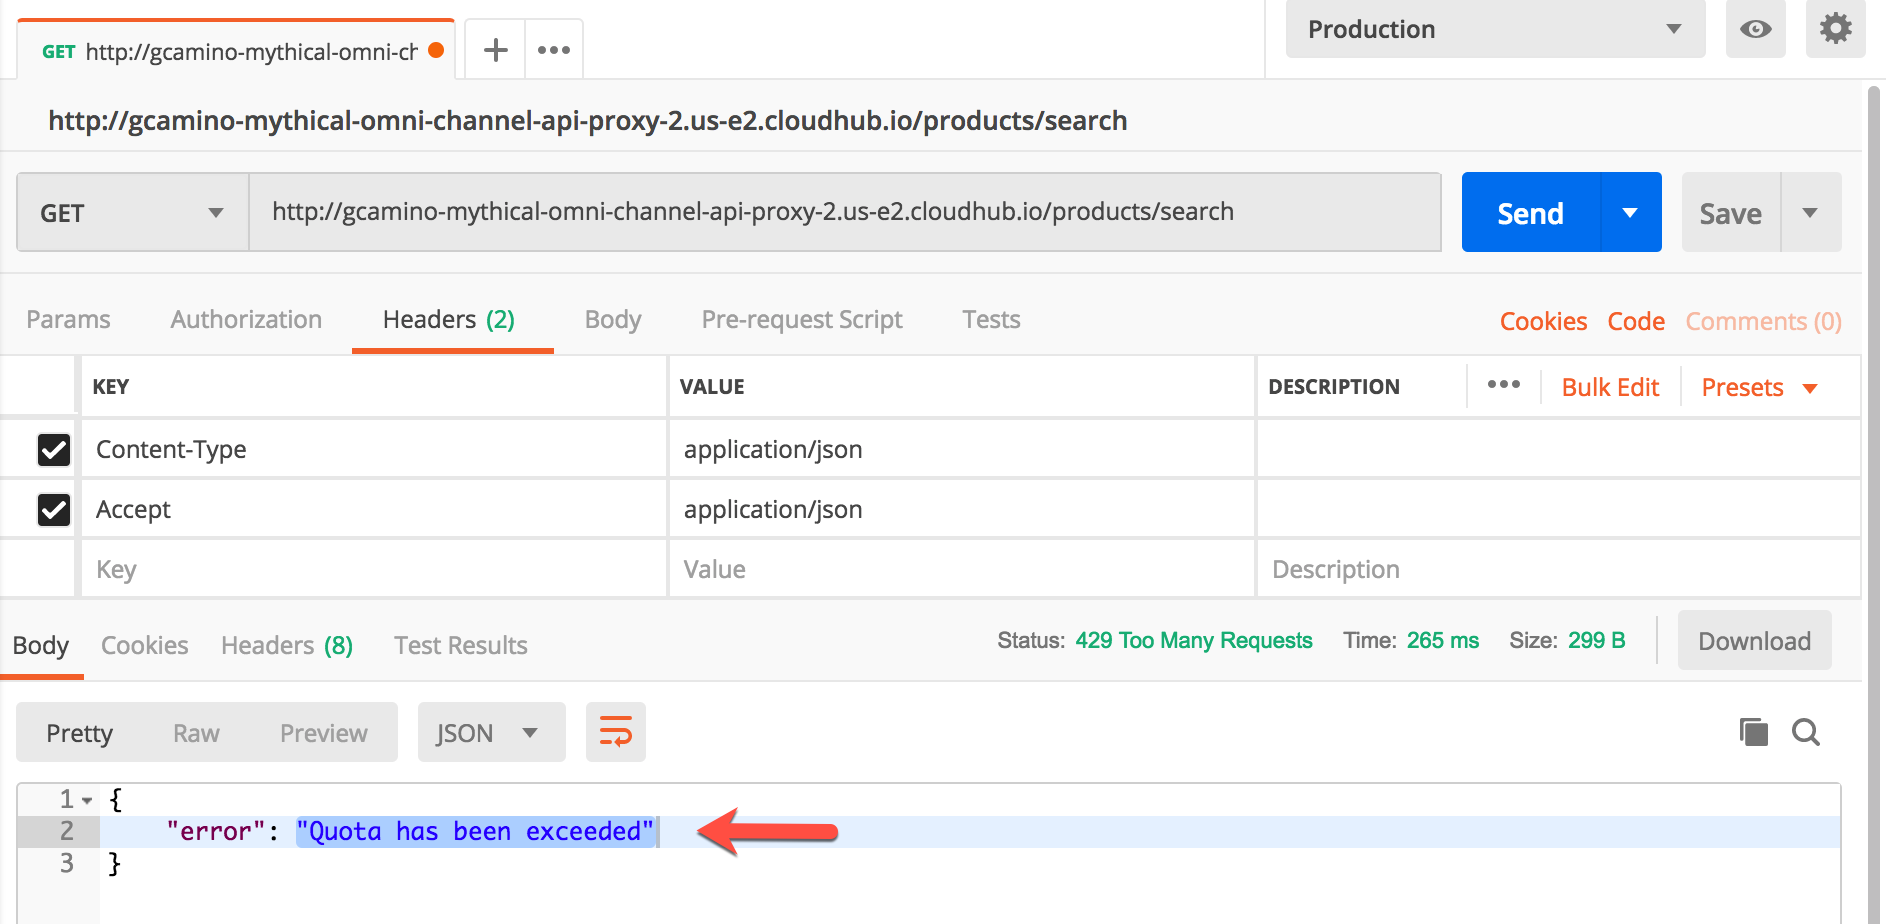 GET http://gcamino-mythical-omni-ch
Production
http://gcamino-mythical-omni-channel-api-proxy-2.us-e2.cloudhub.io/products/search
GET http://gcamino-mythical-omni-channel-api-proxy-2.us-e2.cloudhub.io/products/search Send Save
Params Authorization Headers (2) Body Pre-request Script Tests Cookies Code Comments (0)
KEY VALUE DESCRIPTION Bulk Edit Presets
Content-Type application/json
Accept application/json
Key Value Description
Body Cookies Headers (8) Test Results Status: 429 Too Many Requests Time: 265 ms Size: 299 B Download
Pretty Raw Preview JSON
1 {
2 "error": "Quota has been exceeded"
3 }